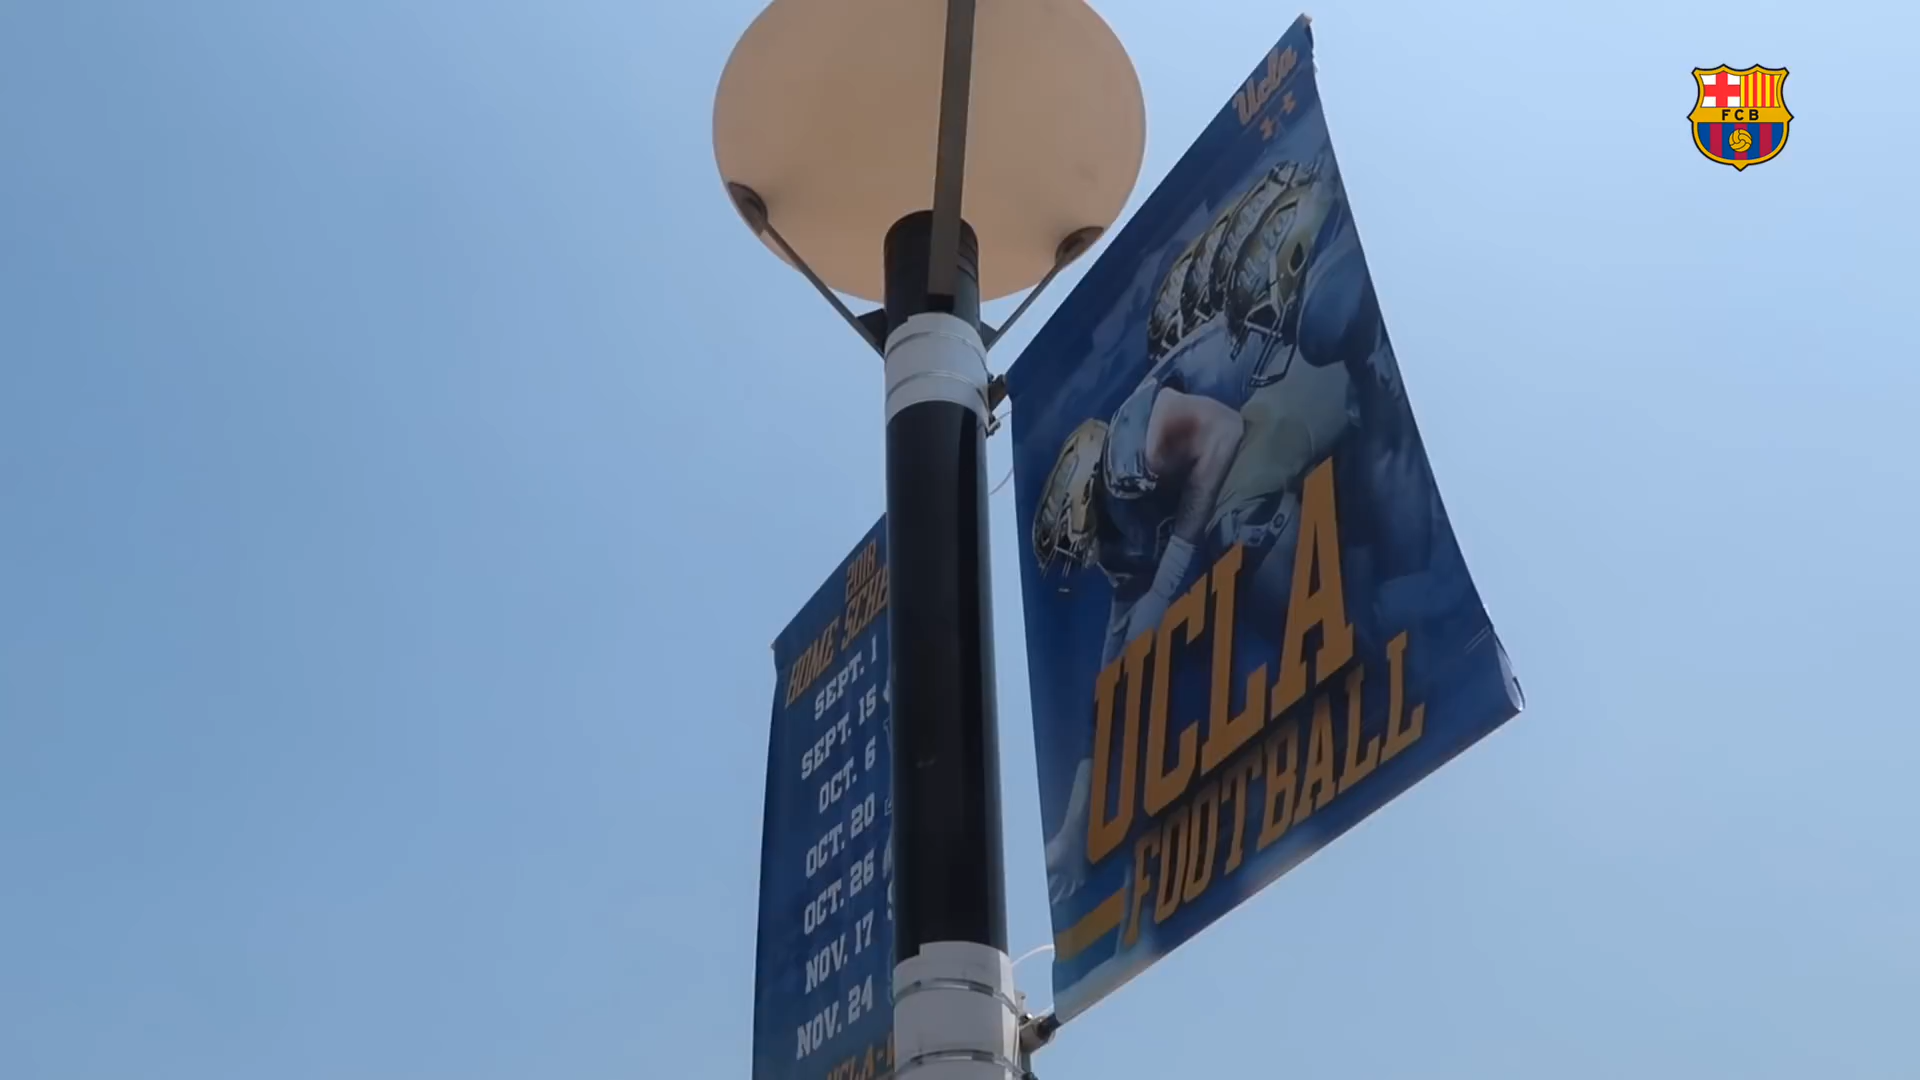 FCB
Ucla
UCLA
FOOTBALL
2018
HOME
SEPT. 1
SEPT. 15
OCT. 6
OCT. 20
OCT. 26
NOV. 17
NOV. 24